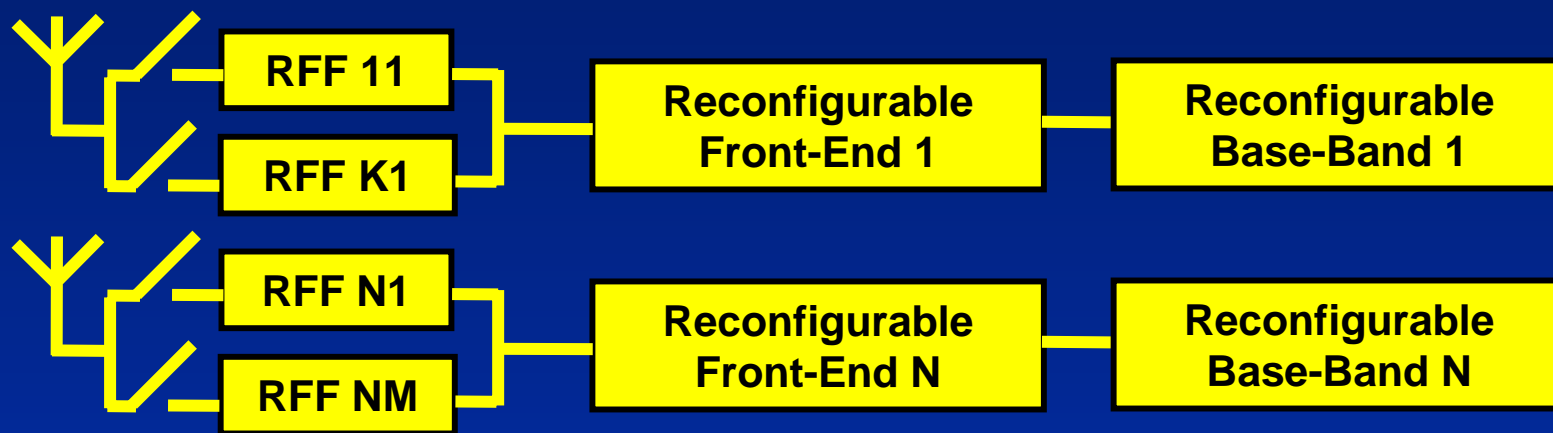 RFF 11
RFF K1
Reconfigurable
Front-End 1
Reconfigurable
Base-Band 1
RFF N1
RFF NM
Reconfigurable
Front-End N
Reconfigurable
Base-Band N